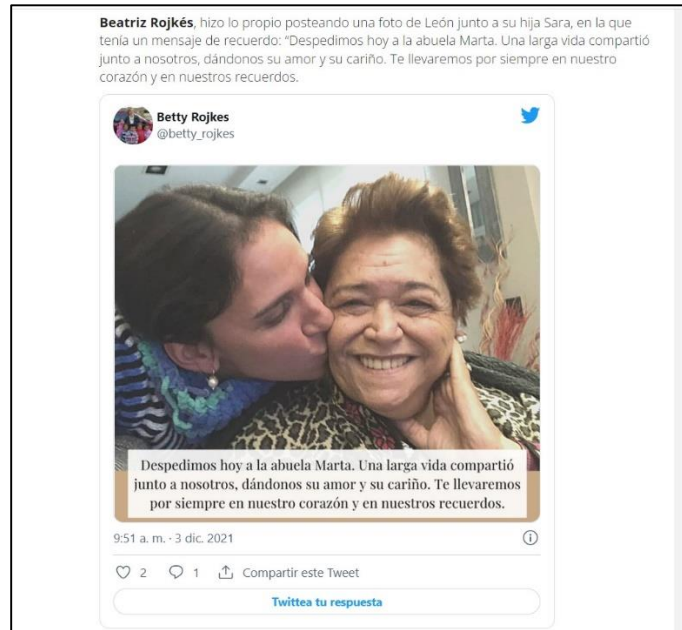 Beatriz Rojkés, hizo lo propio posteando una foto de León junto a su hija Sara, en la que
tenía un mensaje de recuerdo: “Despedimos hoy a la abuela Marta. Una larga vida compartió
junto a nosotros, dándonos su amor y su cariño. Te llevaremos por siempre en nuestro
corazón y en nuestros recuerdos.
Betty Rojkes
@betty_rojkes
Despedimos hoy a la abuela Marta. Una larga vida compartió
junto a nosotros, dándonos su amor y su cariño. Te llevaremos
por siempre en nuestro corazón y en nuestros recuerdos.
9:51 a. m. · 3 dic. 2021
2 1 Compartir este Tweet
Twittea tu respuesta